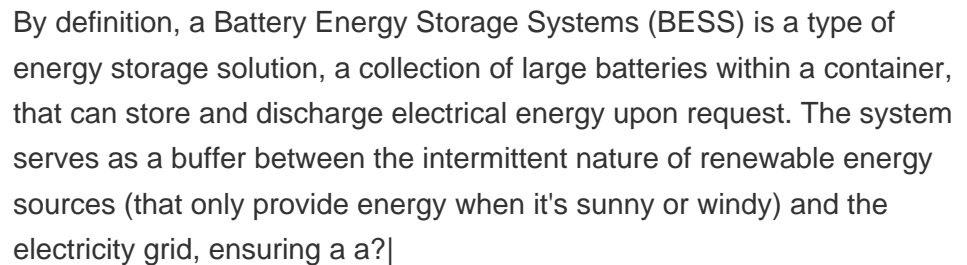 By definition, a Battery Energy Storage Systems (BESS) is a type of
energy storage solution, a collection of large batteries within a container,
that can store and discharge electrical energy upon request. The system
serves as a buffer between the intermittent nature of renewable energy
sources (that only provide energy when it's sunny or windy) and the
electricity grid, ensuring a a?|